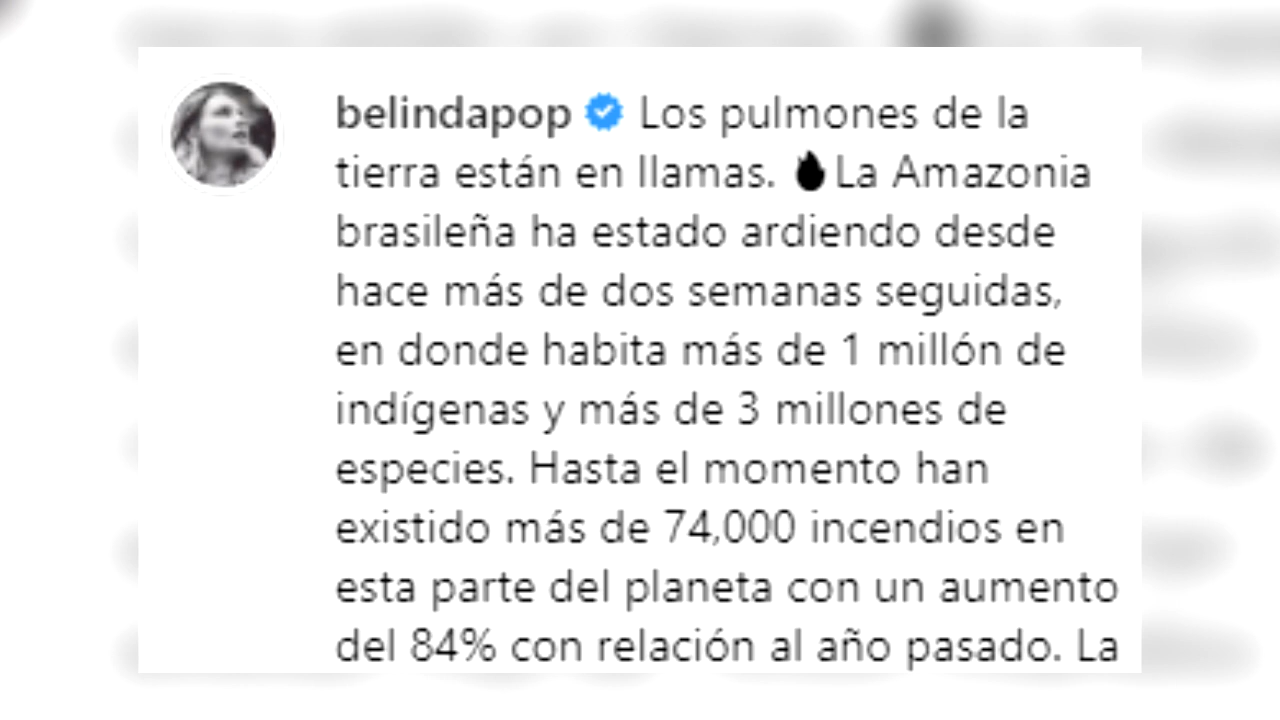 belindapop Los pulmones de la
tierra están en llamas. 🔥La Amazonia
brasileña ha estado ardiendo desde
hace más de dos semanas seguidas,
en donde habita más de 1 millón de
indígenas y más de 3 millones de
especies. Hasta el momento han
existido más de 74,000 incendios en
esta parte del planeta con un aumento
del 84% con relación al año pasado. La